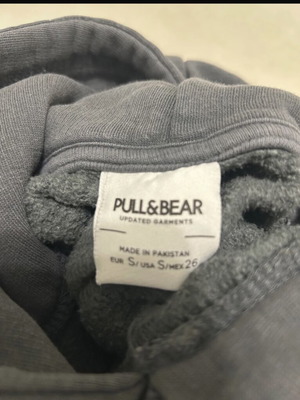 PULL&BEAR
UPDATED GARMENTS
MADE IN PAKISTAN
EUR S/USA S/MEX 26